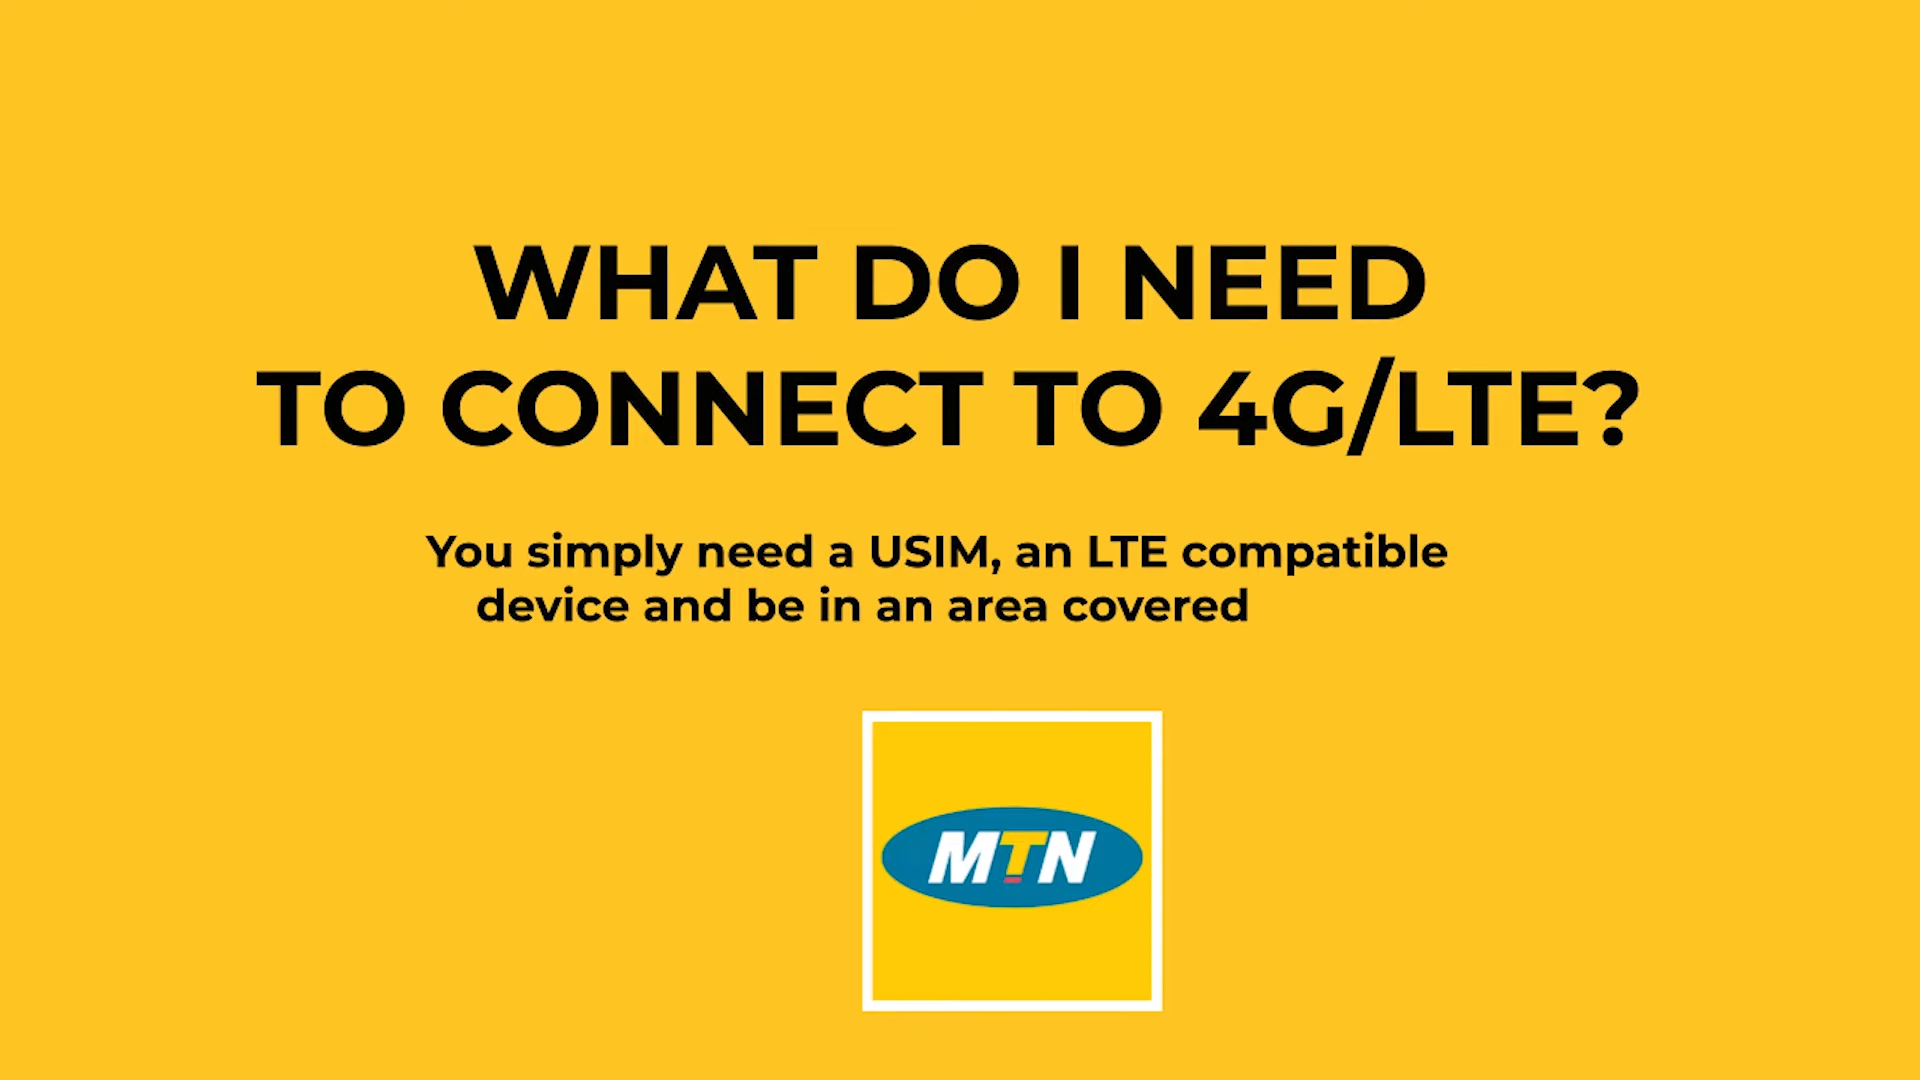 WHAT DO I NEED
TO CONNECT TO 4G/LTE?
You simply need a USIM, an LTE compatible
device and be in an area covered
MTN